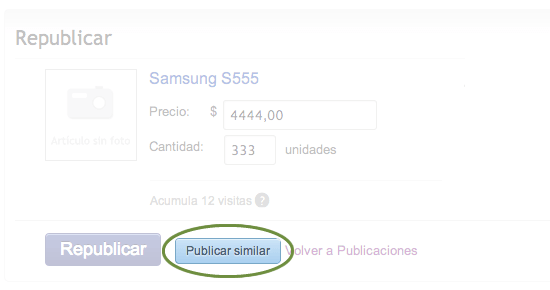 Republicar
Samsung S555
Precio: $ 4444,00
Artículo sin foto
Cantidad: 333 unidades
Acumula 12 visitas ?
Republicar Publicar similar Volver a Publicaciones